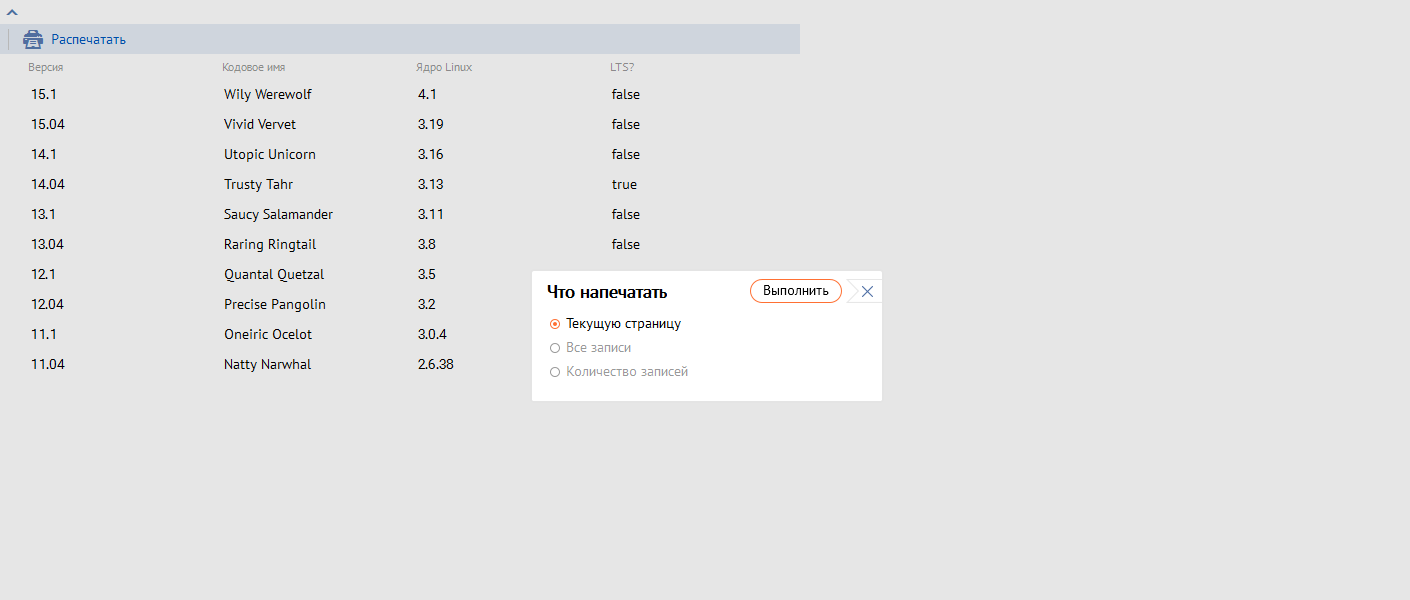 Распечатать
Версия Кодовое имя Ядро Linux LTS?
15.1 Wily Werewolf 4.1 false
15.04 Vivid Vervet 3.19 false
14.1 Utopic Unicorn 3.16 false
14.04 Trusty Tahr 3.13 true
13.1 Saucy Salamander 3.11 false
13.04 Raring Ringtail 3.8 false
12.1 Quantal Quetzal 3.5
12.04 Precise Pangolin 3.2
11.1 Oneiric Ocelot 3.0.4
11.04 Natty Narwhal 2.6.38
Что напечатать Выполнить
Текущую страницу
Все записи
Количество записей